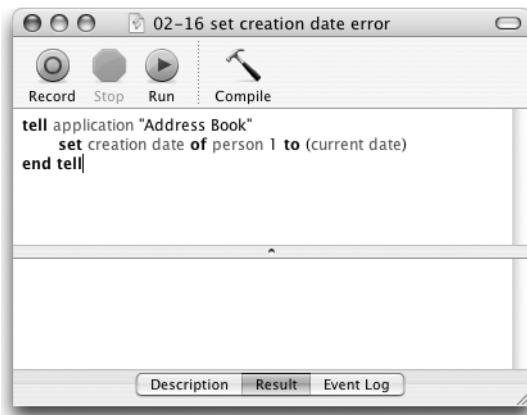 02-16 set creation date error
Record Stop Run Compile
tell application "Address Book"
set creation date of person 1 to (current date)
end tell
Description Result Event Log